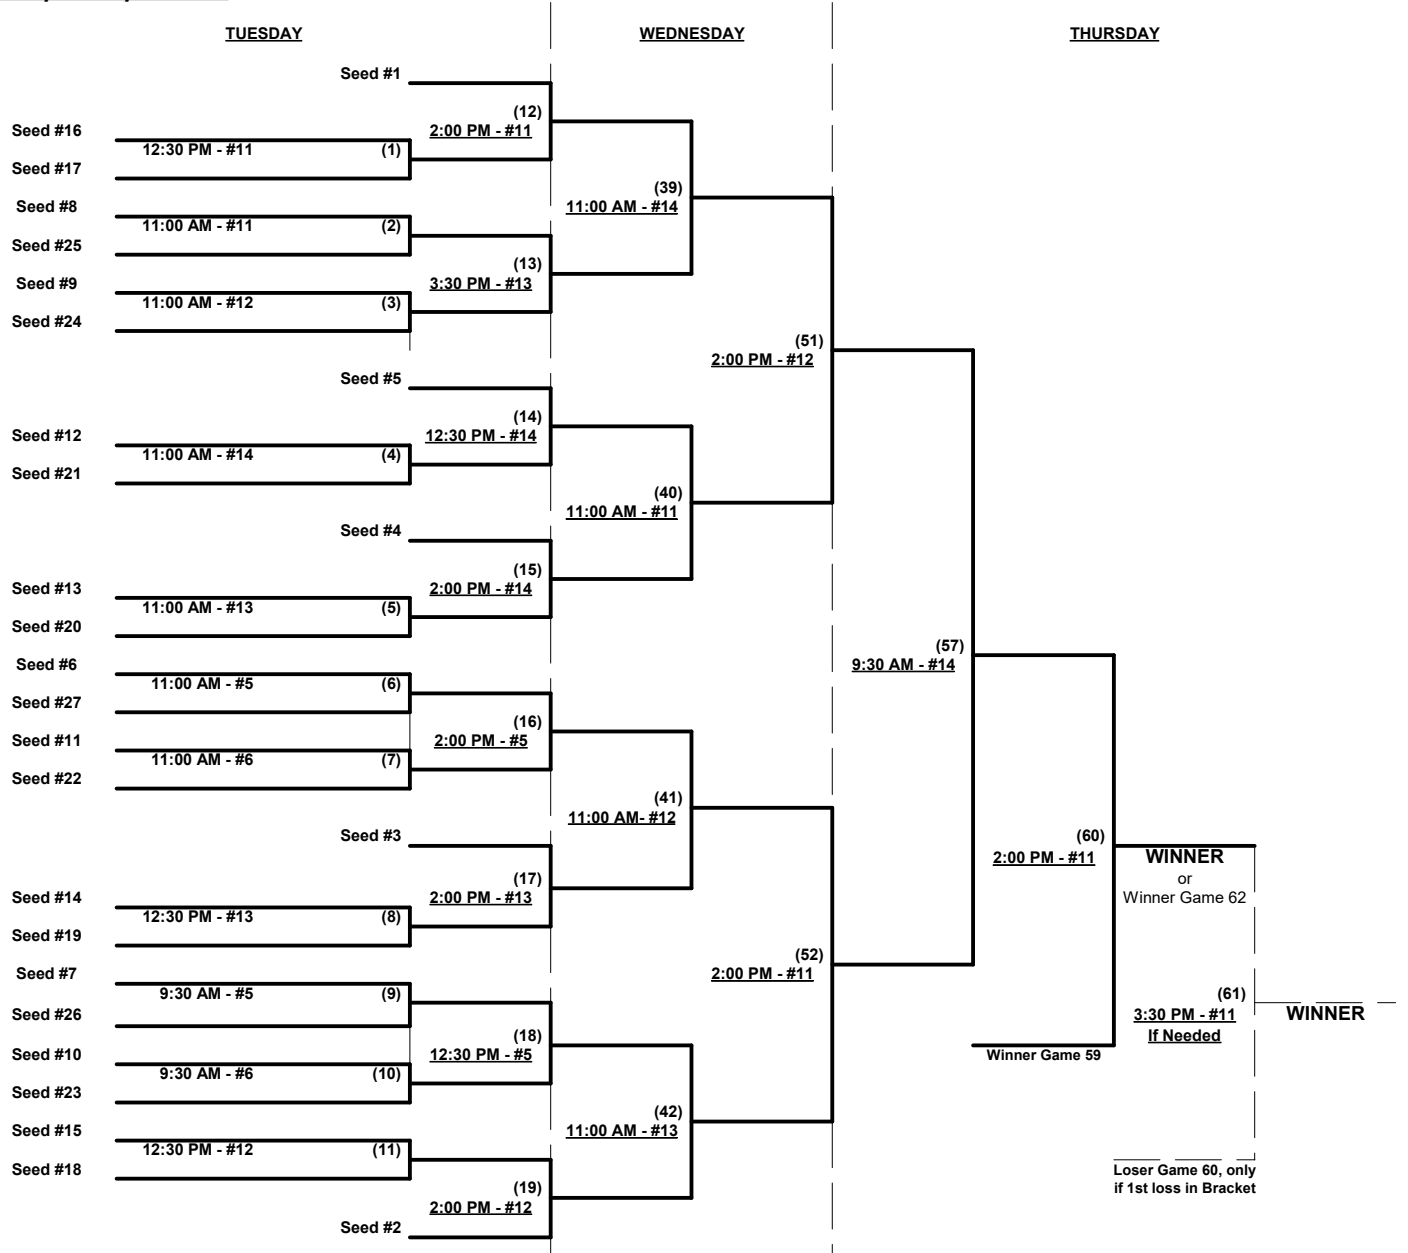 TUESDAY
WEDNESDAY
THURSDAY
Seed #1
(12)
2:00 PM - #11
Seed #16
12:30 PM - #11 (1)
Seed #17
(39)
11:00 AM - #14
Seed #8
11:00 AM - #11 (2)
Seed #25
(13)
3:30 PM - #13
Seed #9
11:00 AM - #12 (3)
Seed #24
(51)
2:00 PM - #12
Seed #5
(14)
12:30 PM - #14
Seed #12
11:00 AM - #14 (4)
Seed #21
(40)
11:00 AM - #11
Seed #4
(15)
2:00 PM - #14
Seed #13
11:00 AM - #13 (5)
Seed #20
(57)
9:30 AM - #14
Seed #6
11:00 AM - #5 (6)
Seed #27
(16)
2:00 PM - #5
Seed #11
11:00 AM - #6 (7)
Seed #22
(41)
11:00 AM- #12
Seed #3
(60)
2:00 PM - #11
WINNER
or
Winner Game 62
(17)
2:00 PM - #13
Seed #14
12:30 PM - #13 (8)
Seed #19
(52)
2:00 PM - #11
Seed #7
9:30 AM - #5 (9)
Seed #26
(61)
3:30 PM - #11
If Needed
WINNER
(18)
12:30 PM - #5
Winner Game 59
Seed #10
9:30 AM - #6 (10)
Seed #23
(42)
11:00 AM - #13
Seed #15
12:30 PM - #12 (11)
Seed #18
Loser Game 60, only
if 1st loss in Bracket
(19)
2:00 PM - #12
Seed #2